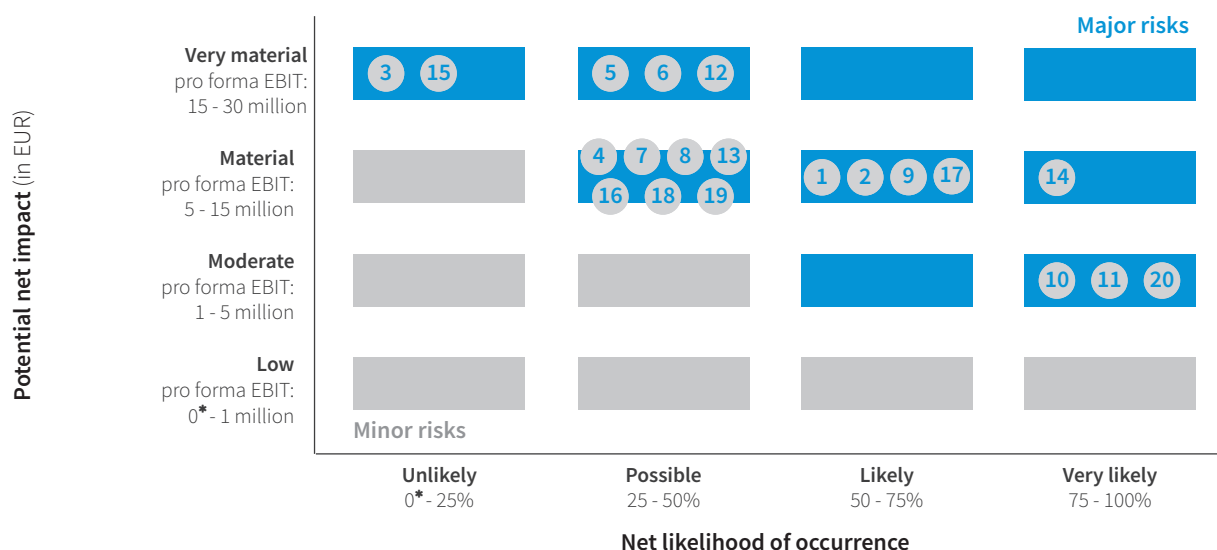 Major risks
Very material
pro forma EBIT:
15 - 30 million
3 15
5 6 12
Material
pro forma EBIT:
5 - 15 million
4 7 8 13
16 18 19
1 2 9 17
14
Moderate
pro forma EBIT:
1 - 5 million
10 11 20
Low
pro forma EBIT:
0* - 1 million
Minor risks
Potential net impact (in EUR)
Unlikely
0* - 25%
Possible
25 - 50%
Likely
50 - 75%
Very likely
75 - 100%
Net likelihood of occurrence